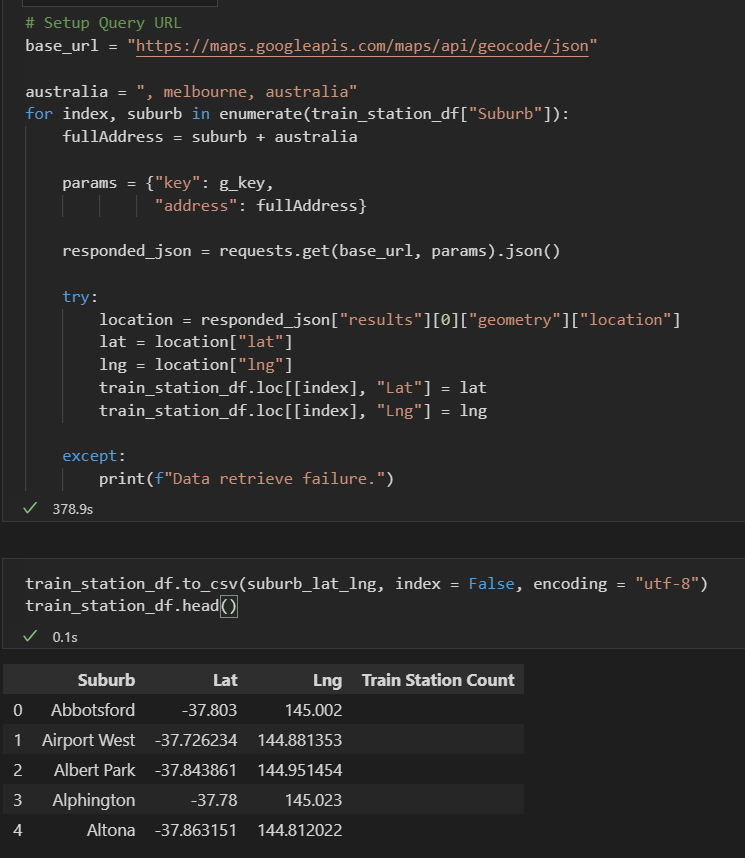 # Setup Query URL
base_url = "https://maps.googleapis.com/maps/api/geocode/json"
australia = ", melbourne, australia"
for index, suburb in enumerate(train_station_df["Suburb"]):
    fullAddress = suburb + australia
    params = {"key": g_key,
              "address": fullAddress}
    responded_json = requests.get(base_url, params).json()
    try:
        location = responded_json["results"][0]["geometry"]["location"]
        lat = location["lat"]
        lng = location["lng"]
        train_station_df.loc[[index], "Lat"] = lat
        train_station_df.loc[[index], "Lng"] = lng
    except:
        print(f"Data retrieve failure.")
378.9s
train_station_df.to_csv(suburb_lat_lng, index = False, encoding = "utf-8")
train_station_df.head()
0.1s
Suburb Lat Lng Train Station Count
0 Abbotsford -37.803 145.002
1 Airport West -37.726234 144.881353
2 Albert Park -37.843861 144.951454
3 Alphington -37.78 145.023
4 Altona -37.863151 144.812022